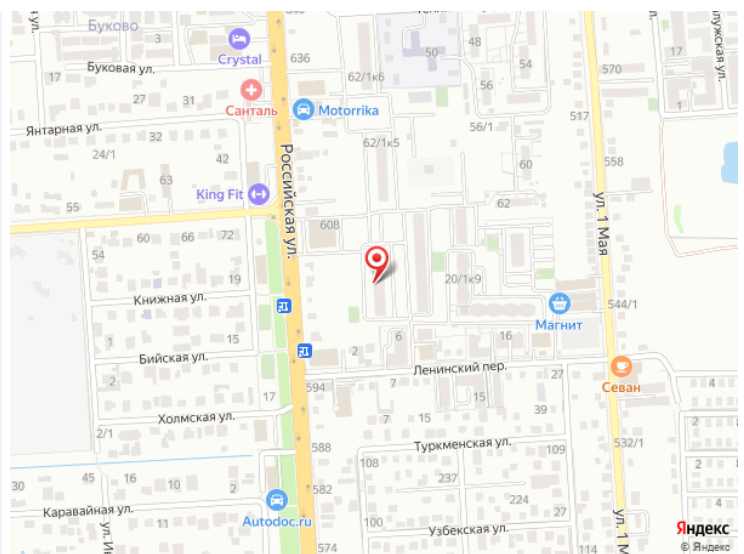 Буково
Crystal
636
48
50
54
570
Буковая ул.
62/1к6
17
27
31
Санталь
Motorrika
56
517
Янтарная ул.
32
56/1
24/1
42
62/1к5
558
60
63
Российская ул.
King Fit
ул. 1 Мая
55
62
608
54
60
66
72
19
20/1к9
Книжная ул.
544/1
Магнит
15
6
16
Бийская ул.
2
1
Ленинский пер.
594
Севан
27
4
17
7
15
39
Холмская ул.
2
1
2/1
7
15
588
532/1
Туркменская ул.
108
109
45
237
30
16
582
224
10
11
Каравайная ул.
Autodoc.ru
100
Узбекская ул.
574
Яндекс
© Яндекс